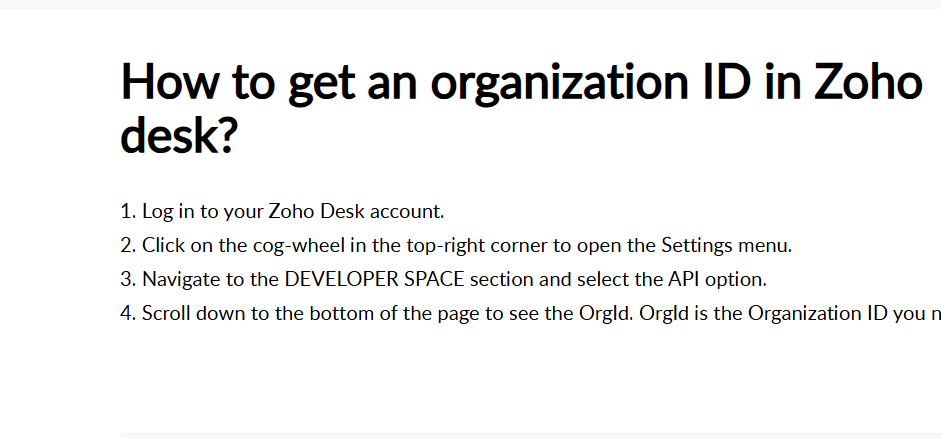 How to get an organization ID in Zoho
desk?
1. Log in to your Zoho Desk account.
2. Click on the cog-wheel in the top-right corner to open the Settings menu.
3. Navigate to the DEVELOPER SPACE section and select the API option.
4. Scroll down to the bottom of the page to see the OrgId. OrgId is the Organization ID you